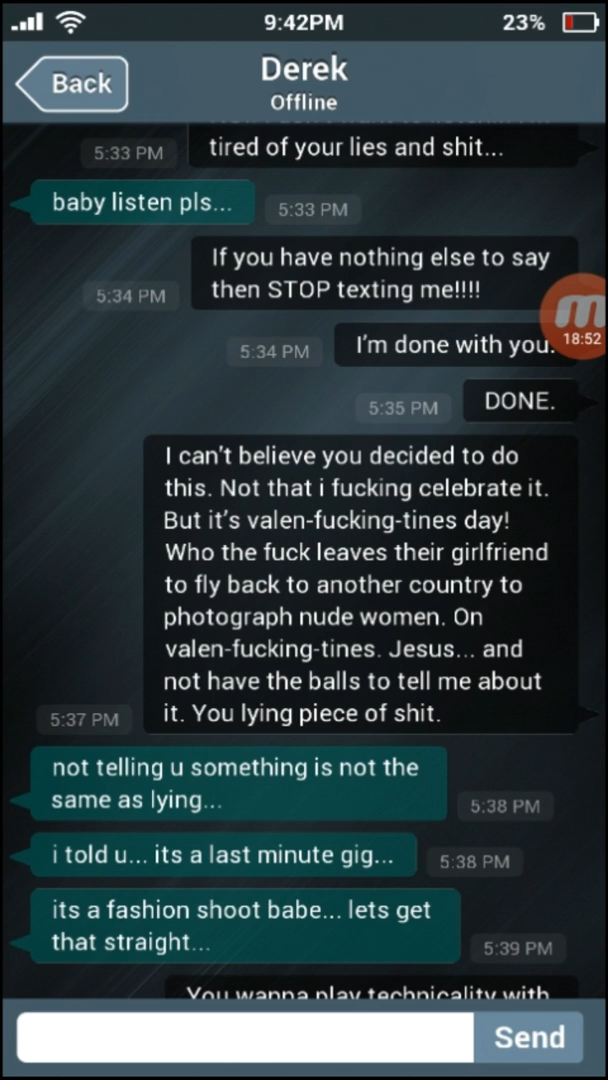 9:42PM
23%
Back
Derek
Offline
tired of your lies and shit...
5:33 PM
baby listen pls...
5:33 PM
If you have nothing else to say
then STOP texting me!!!!
5:34 PM
18:52
I'm done with you.
5:34 PM
DONE.
5:35 PM
I can't believe you decided to do
this. Not that i fucking celebrate it.
But it's valen-fucking-tines day!
Who the fuck leaves their girlfriend
to fly back to another country to
photograph nude women. On
valen-fucking-tines. Jesus... and
not have the balls to tell me about
it. You lying piece of shit.
5:37 PM
not telling u something is not the
same as lying...
5:38 PM
i told u... its a last minute gig...
5:38 PM
its a fashion shoot babe... lets get
that straight...
5:39 PM
You wanna play technicality with
Send